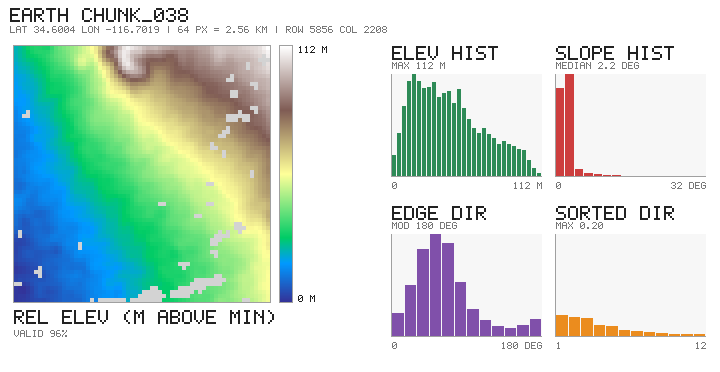 EARTH CHUNK_038
LAT 34.6004 LON -116.7019 | 64 PX = 2.56 KM | ROW 5856 COL 2208
112 M
0 M
REL ELEV (M ABOVE MIN)
VALID 96%
ELEV HIST
MAX 112 M
0 112 M
SLOPE HIST
MEDIAN 2.2 DEG
0 32 DEG
EDGE DIR
MOD 180 DEG
0 180 DEG
SORTED DIR
MAX 0.20
1 12